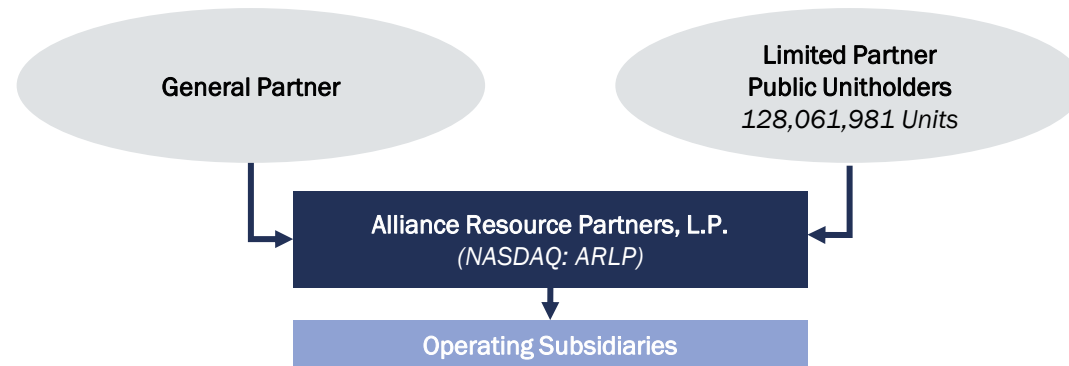 General Partner
Limited Partner
Public Unitholders
128,061,981 Units
Alliance Resource Partners, L.P.
(NASDAQ: ARLP)
Operating Subsidiaries